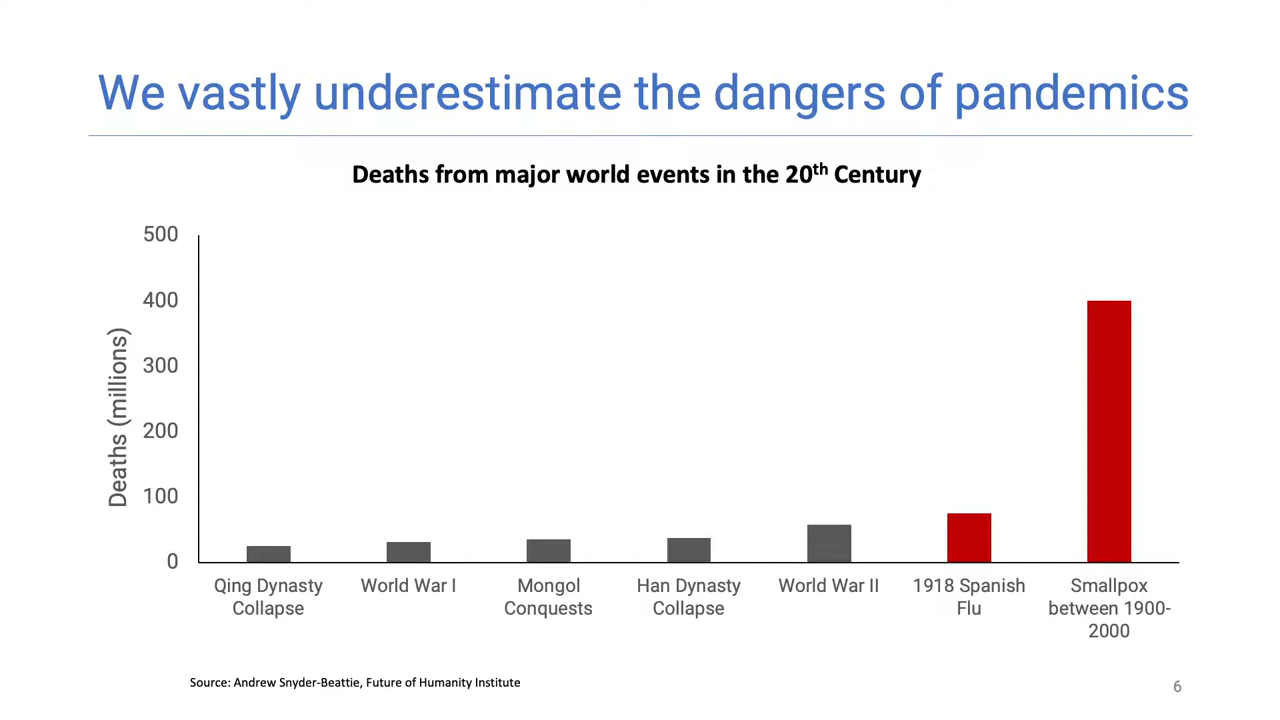 We vastly underestimate the dangers of pandemics
Deaths from major world events in the 20th Century
500
400
300
200
100
0
Deaths (millions)
Qing Dynasty
Collapse
World War I
Mongol
Conquests
Han Dynasty
Collapse
World War II
1918 Spanish
Flu
Smallpox
between 1900-
2000
Source: Andrew Snyder-Beattie, Future of Humanity Institute
6